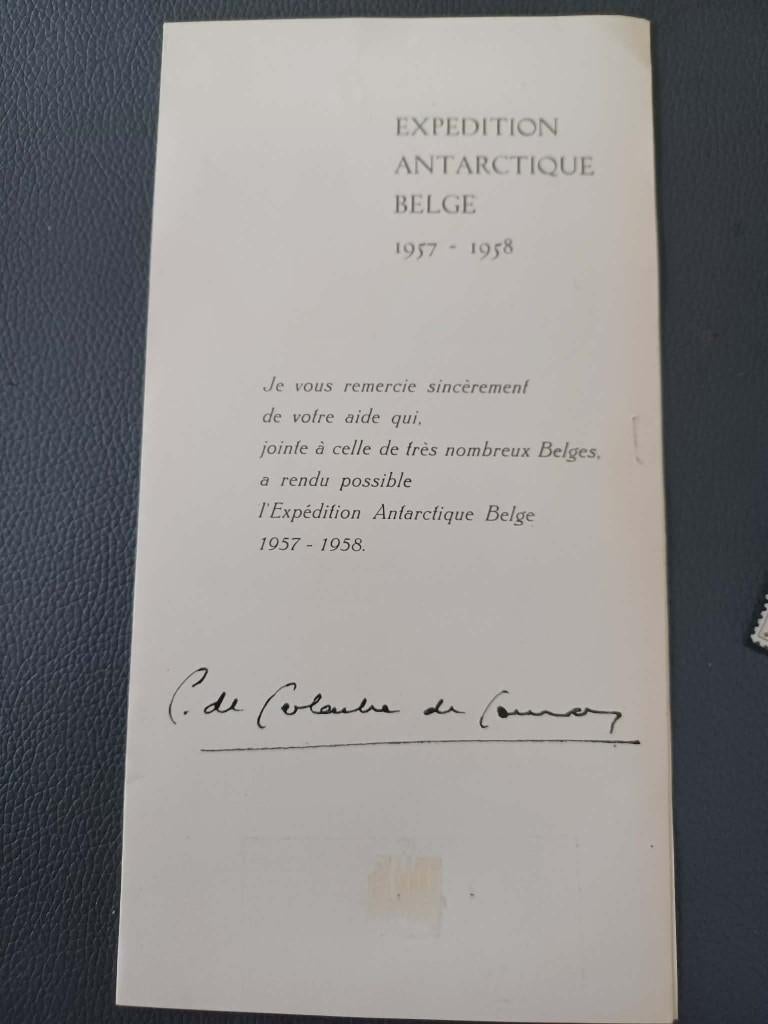 EXPEDITION
ANTARCTIQUE
BELGE
1957 - 1958
Je vous remercie sincèrement
de votre aide qui,
jointe à celle de très nombreux Belges,
a rendu possible
l'Expédition Antarctique Belge
1957 - 1958.
G. de Gerlache de Gomery